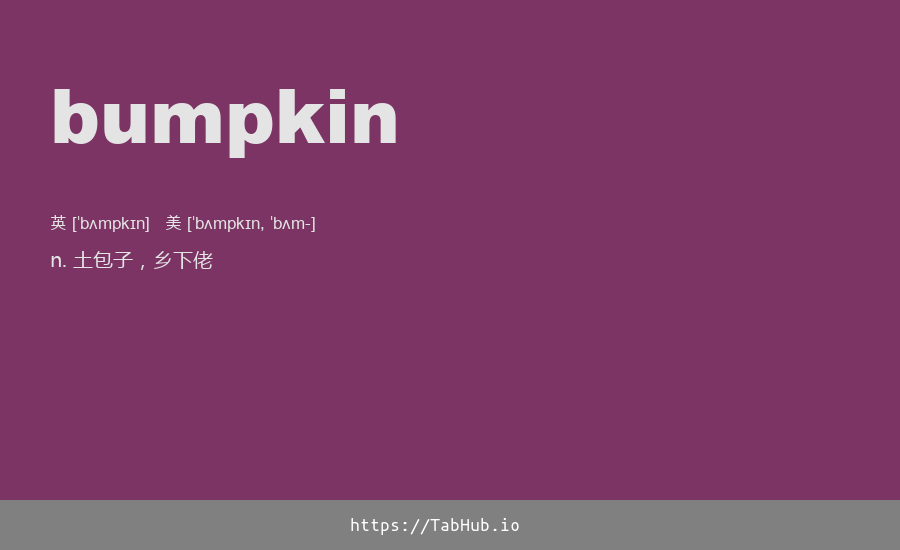 bumpkin
英 [ˈbʌmpkɪn] 美 [ˈbʌmpkɪn, ˈbʌm-]
n. 土包子，乡下佬
https://TabHub.io